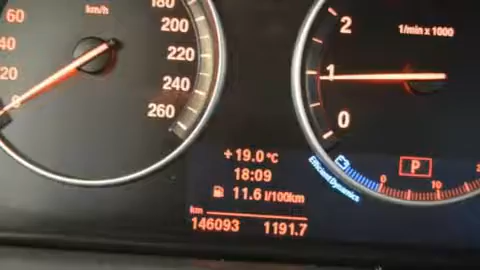 60
40
20
0
km/h
180
200
220
240
260
2
1
0
1/min x 1000
+19.0 °C
18:09
11.6 l/100km
km
146093 1191.7
EfficientDynamics
P
0
10